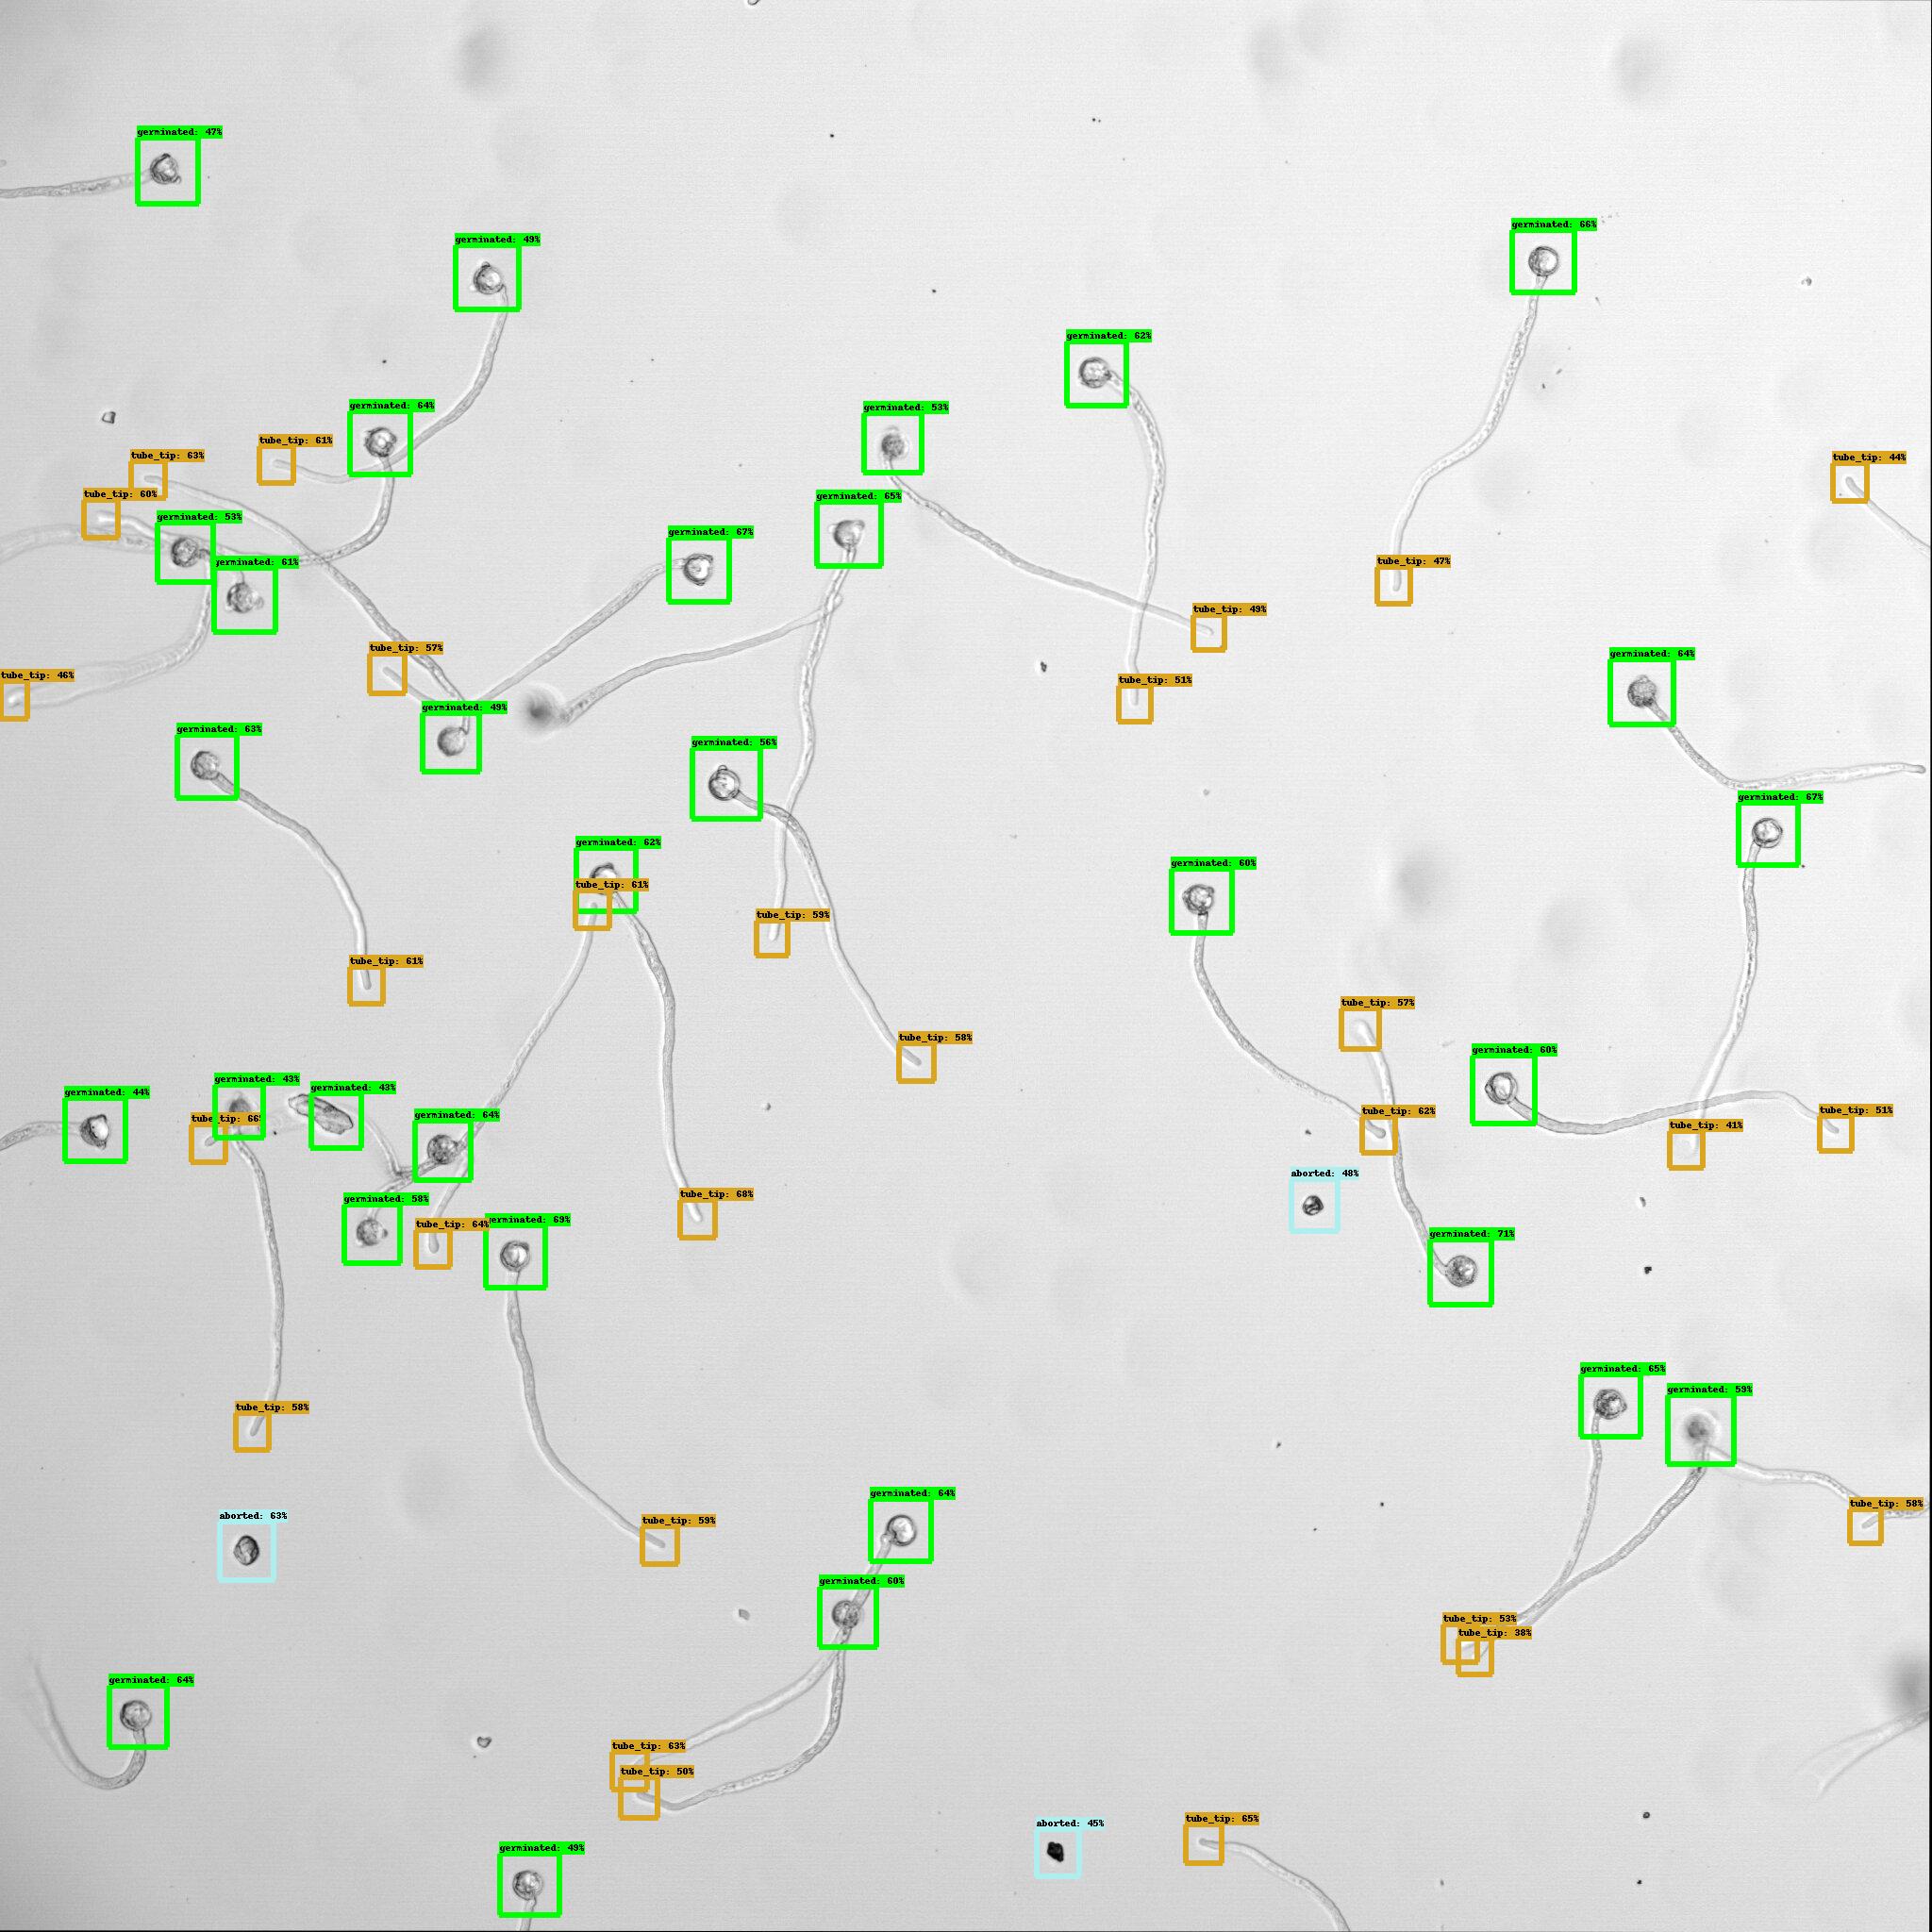 germinated: 47%
germinated: 66%
germinated: 49%
germinated: 62%
germinated: 64%
germinated: 53%
tube_tip: 61%
tube_tip: 63%
tube_tip: 44%
tube_tip: 60%
germinated: 65%
germinated: 53%
germinated: 67%
germinated: 61%
tube_tip: 47%
tube_tip: 49%
tube_tip: 57%
germinated: 64%
tube_tip: 46%
tube_tip: 51%
germinated: 49%
germinated: 63%
germinated: 56%
germinated: 67%
germinated: 62%
germinated: 60%
tube_tip: 61%
tube_tip: 59%
tube_tip: 61%
tube_tip: 57%
tube_tip: 58%
germinated: 60%
germinated: 43%
germinated: 43%
germinated: 44%
tube_tip: 62%
tube_tip: 51%
germinated: 64%
tube_tip: 66%
tube_tip: 41%
aborted: 48%
tube_tip: 68%
germinated: 58%
germinated: 69%
tube_tip: 64%
germinated: 71%
germinated: 65%
germinated: 59%
tube_tip: 58%
germinated: 64%
tube_tip: 58%
aborted: 63%
tube_tip: 59%
germinated: 60%
tube_tip: 53%
tube_tip: 38%
germinated: 64%
tube_tip: 63%
tube_tip: 50%
tube_tip: 65%
aborted: 45%
germinated: 49%